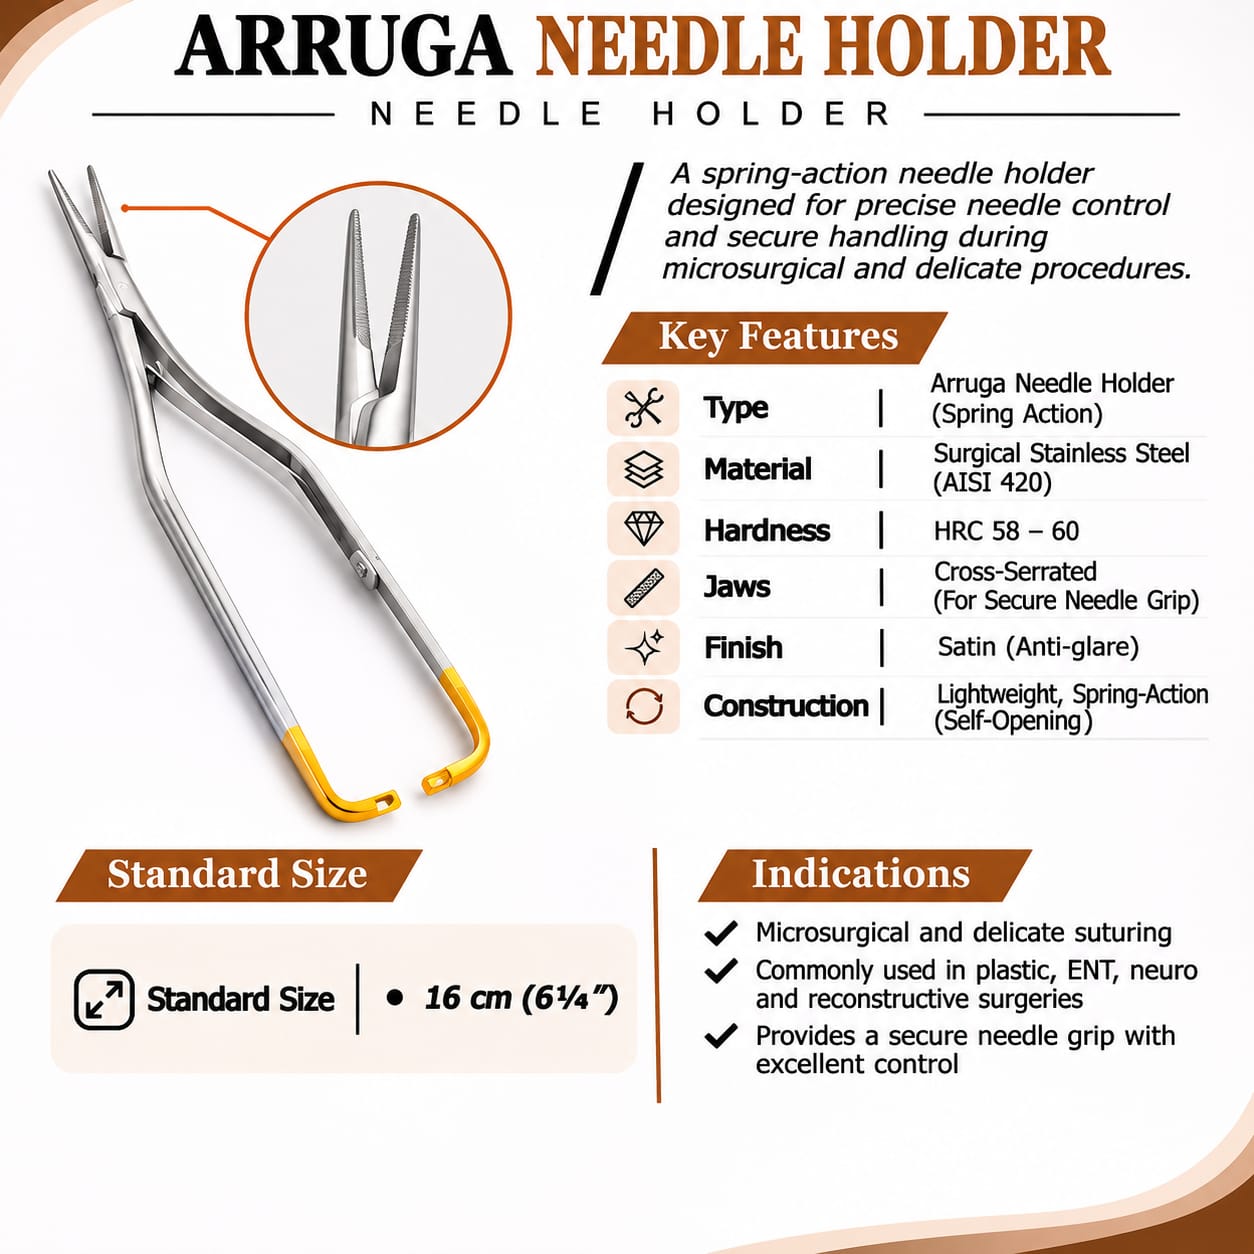 ARRUGA NEEDLE HOLDER
NEEDLE HOLDER
A spring-action needle holder
designed for precise needle control
and secure handling during
microsurgical and delicate procedures.
Key Features
Type | Arruga Needle Holder
(Spring Action)
Material | Surgical Stainless Steel
(AISI 420)
Hardness | HRC 58 – 60
Jaws | Cross-Serrated
(For Secure Needle Grip)
Finish | Satin (Anti-glare)
Construction | Lightweight, Spring-Action
(Self-Opening)
Standard Size
Standard Size | • 16 cm (6¼″)
Indications
✔ Microsurgical and delicate suturing
✔ Commonly used in plastic, ENT, neuro
and reconstructive surgeries
✔ Provides a secure needle grip with
excellent control